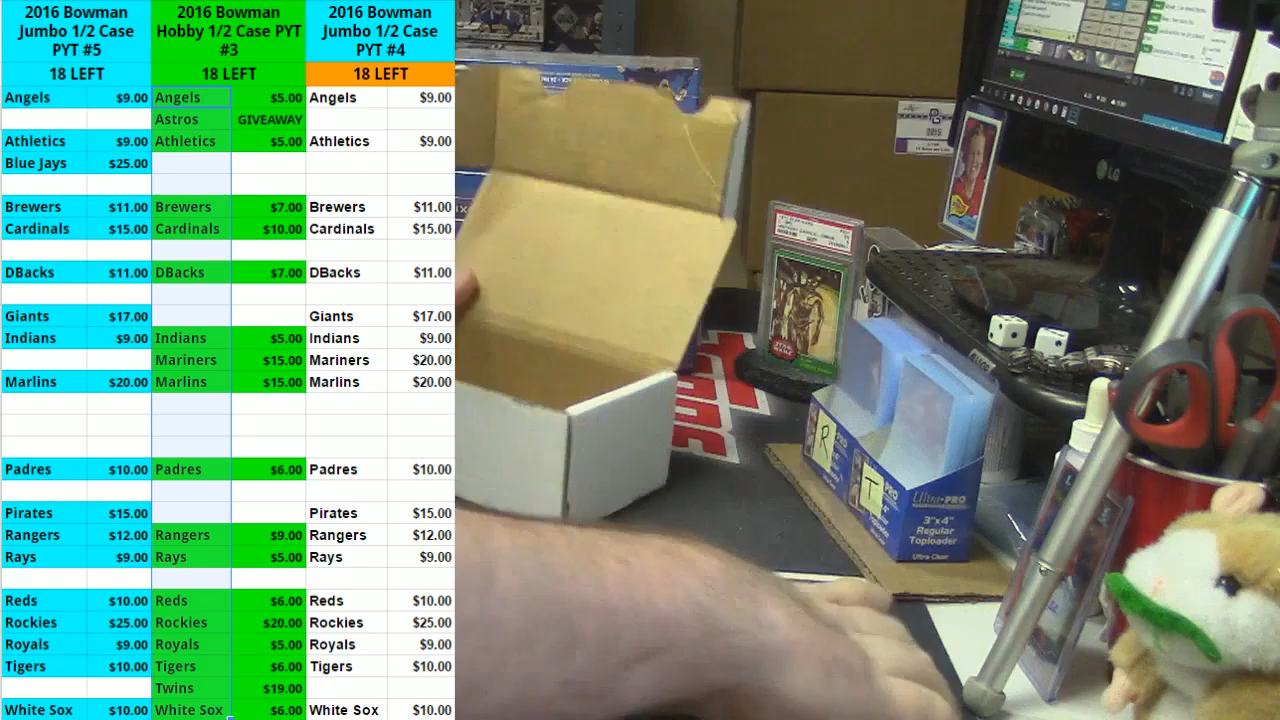 2016 Bowman Jumbo 1/2 Case PYT #5
2016 Bowman Hobby 1/2 Case PYT #3
2016 Bowman Jumbo 1/2 Case PYT #4
18 LEFT 18 LEFT 18 LEFT
Angels $9.00 Angels $5.00 Angels $9.00
Astros GIVEAWAY
Athletics $9.00 Athletics $5.00 Athletics $9.00
Blue Jays $25.00
Brewers $11.00 Brewers $7.00 Brewers $11.00
Cardinals $15.00 Cardinals $10.00 Cardinals $15.00
DBacks $11.00 DBacks $7.00 DBacks $11.00
Giants $17.00 Giants $17.00
Indians $9.00 Indians $5.00 Indians $9.00
Mariners $15.00 Mariners $20.00
Marlins $20.00 Marlins $15.00 Marlins $20.00
Padres $10.00 Padres $6.00 Padres $10.00
Pirates $15.00 Pirates $15.00
Rangers $12.00 Rangers $9.00 Rangers $12.00
Rays $9.00 Rays $5.00 Rays $9.00
Reds $10.00 Reds $6.00 Reds $10.00
Rockies $25.00 Rockies $20.00 Rockies $25.00
Royals $9.00 Royals $5.00 Royals $9.00
Tigers $10.00 Tigers $6.00 Tigers $10.00
Twins $19.00
White Sox $10.00 White Sox $6.00 White Sox $10.00
LG
R
T
PRO
Ultra·PRO
3"x4"
Regular
Toploader
Ultra Clear